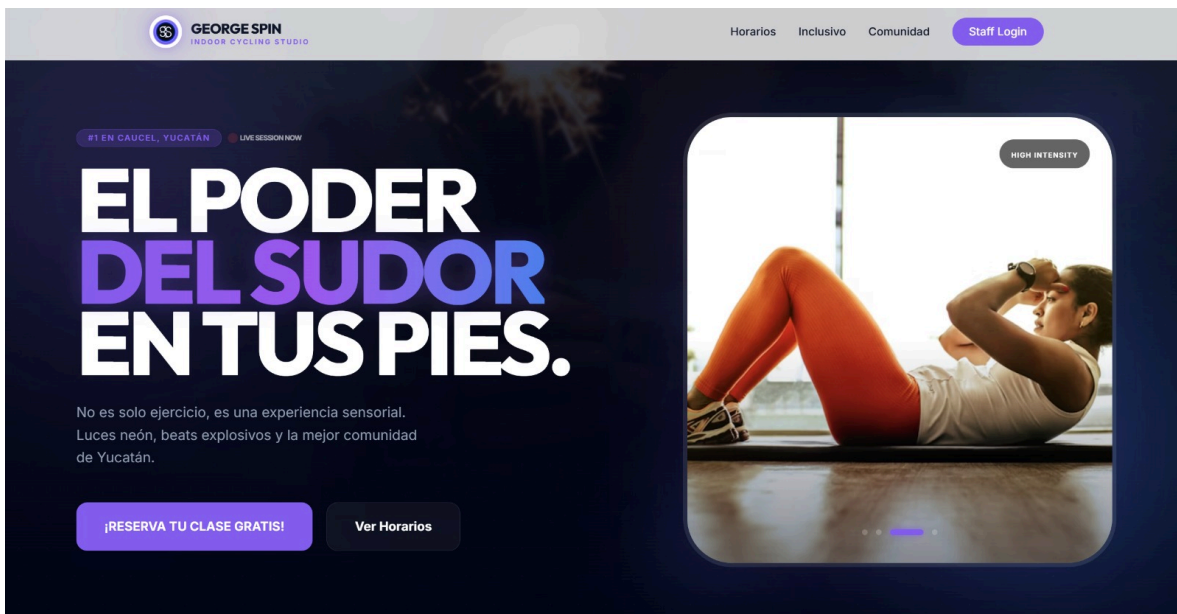 GS
GEORGE SPIN
INDOOR CYCLING STUDIO
Horarios
Inclusivo
Comunidad
Staff Login
#1 EN CAUCEL, YUCATÁN
LIVE SESSION NOW
EL PODER
DEL SUDOR
EN TUS PIES.
No es solo ejercicio, es una experiencia sensorial.
Luces neón, beats explosivos y la mejor comunidad
de Yucatán.
¡RESERVA TU CLASE GRATIS!
Ver Horarios
HIGH INTENSITY